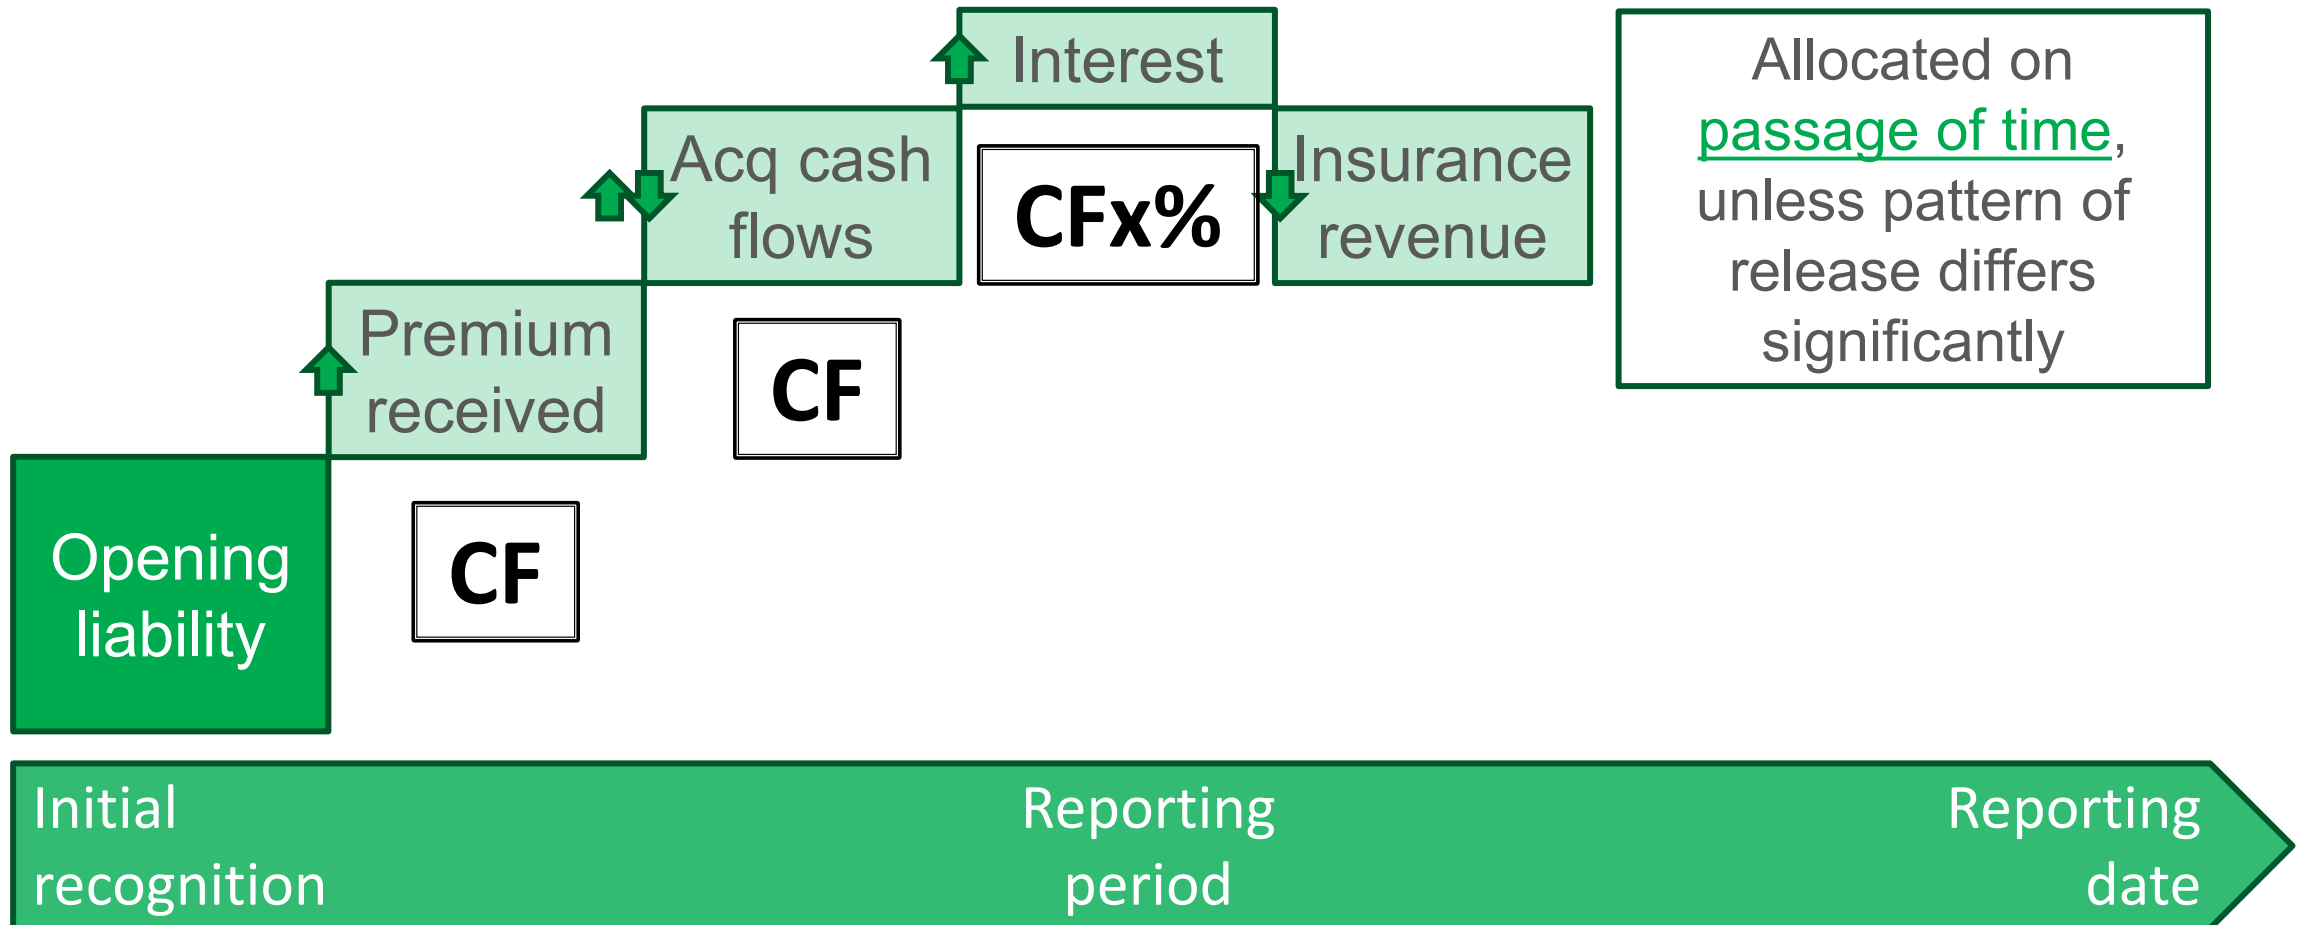 Interest
Acq cash
flows
CFx%
Insurance
revenue
Allocated on
passage of time,
unless pattern of
release differs
significantly
Premium
received
CF
Opening
liability
CF
Initial
recognition
Reporting
period
Reporting
date